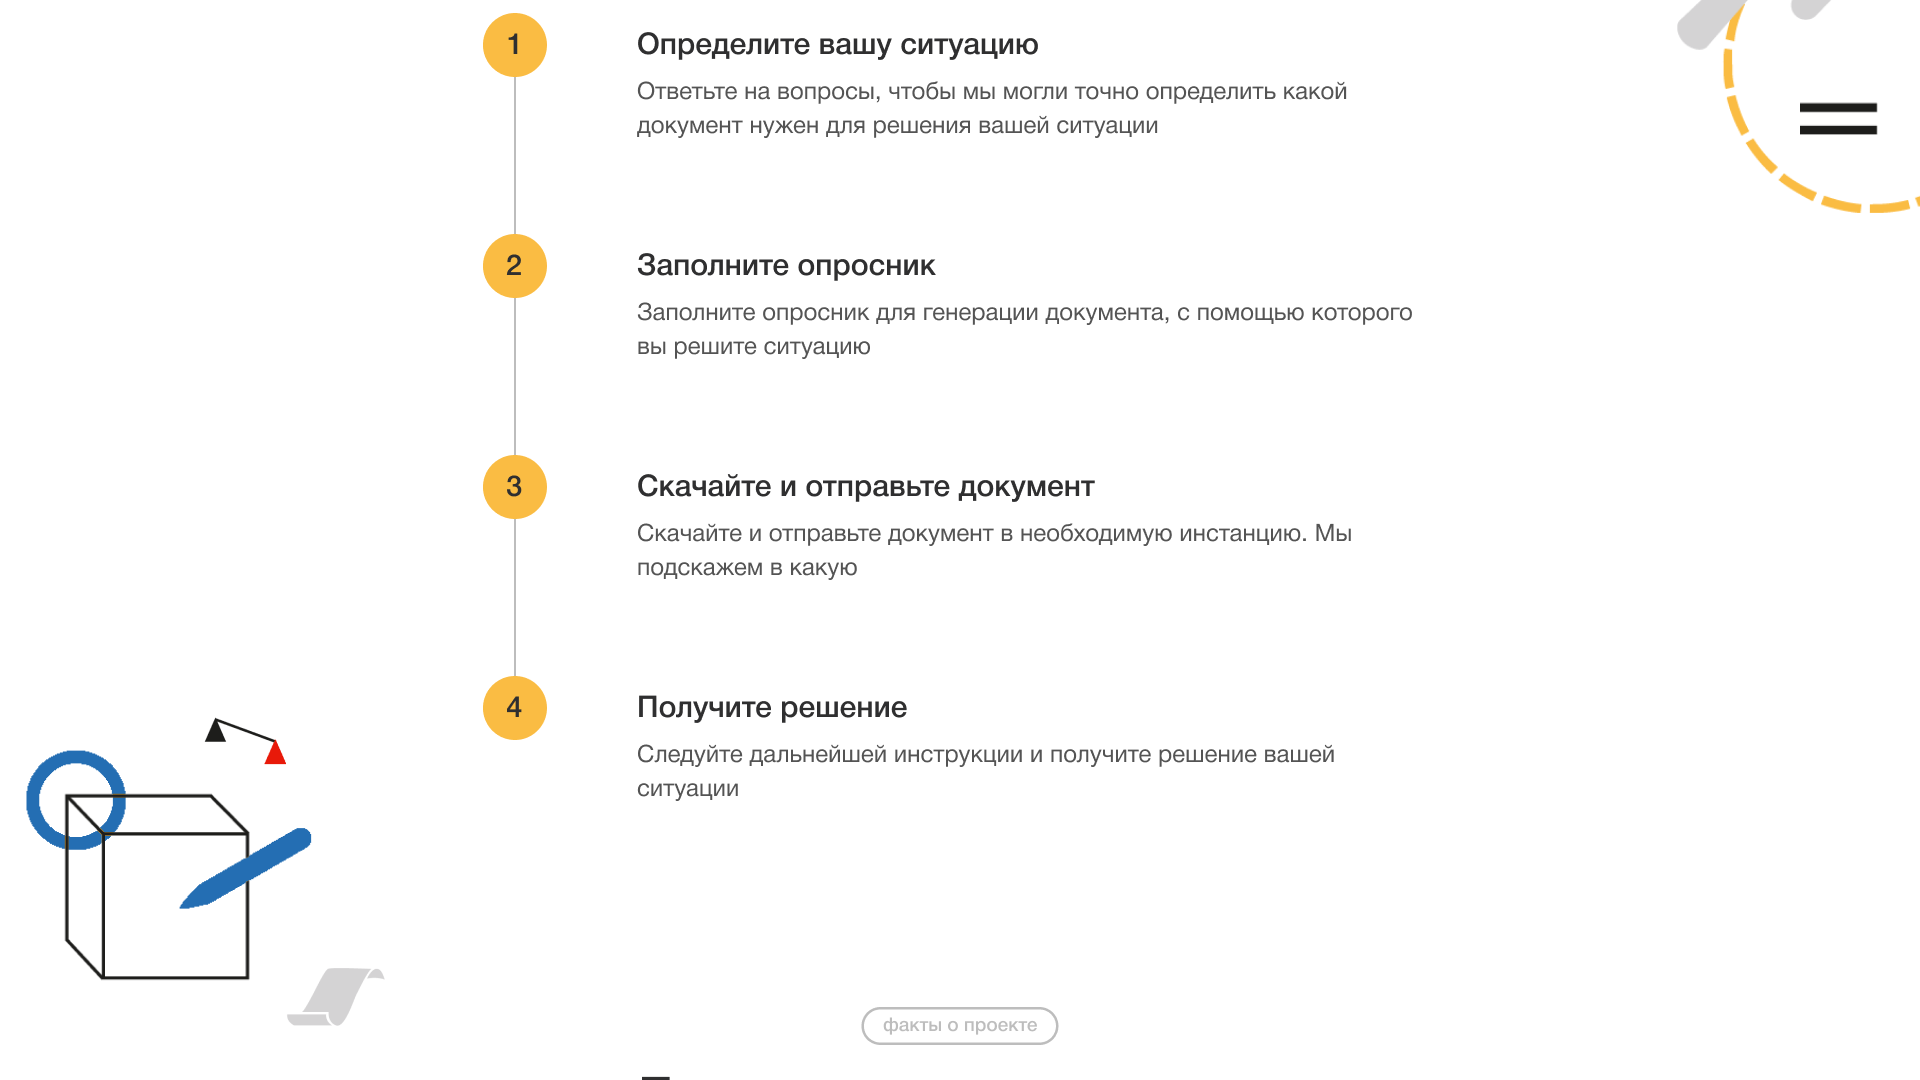 1
Определите вашу ситуацию
Ответьте на вопросы, чтобы мы могли точно определить какой
документ нужен для решения вашей ситуации
2
Заполните опросник
Заполните опросник для генерации документа, с помощью которого
вы решите ситуацию
3
Скачайте и отправьте документ
Скачайте и отправьте документ в необходимую инстанцию. Мы
подскажем в какую
4
Получите решение
Следуйте дальнейшей инструкции и получите решение вашей
ситуации
факты о проекте